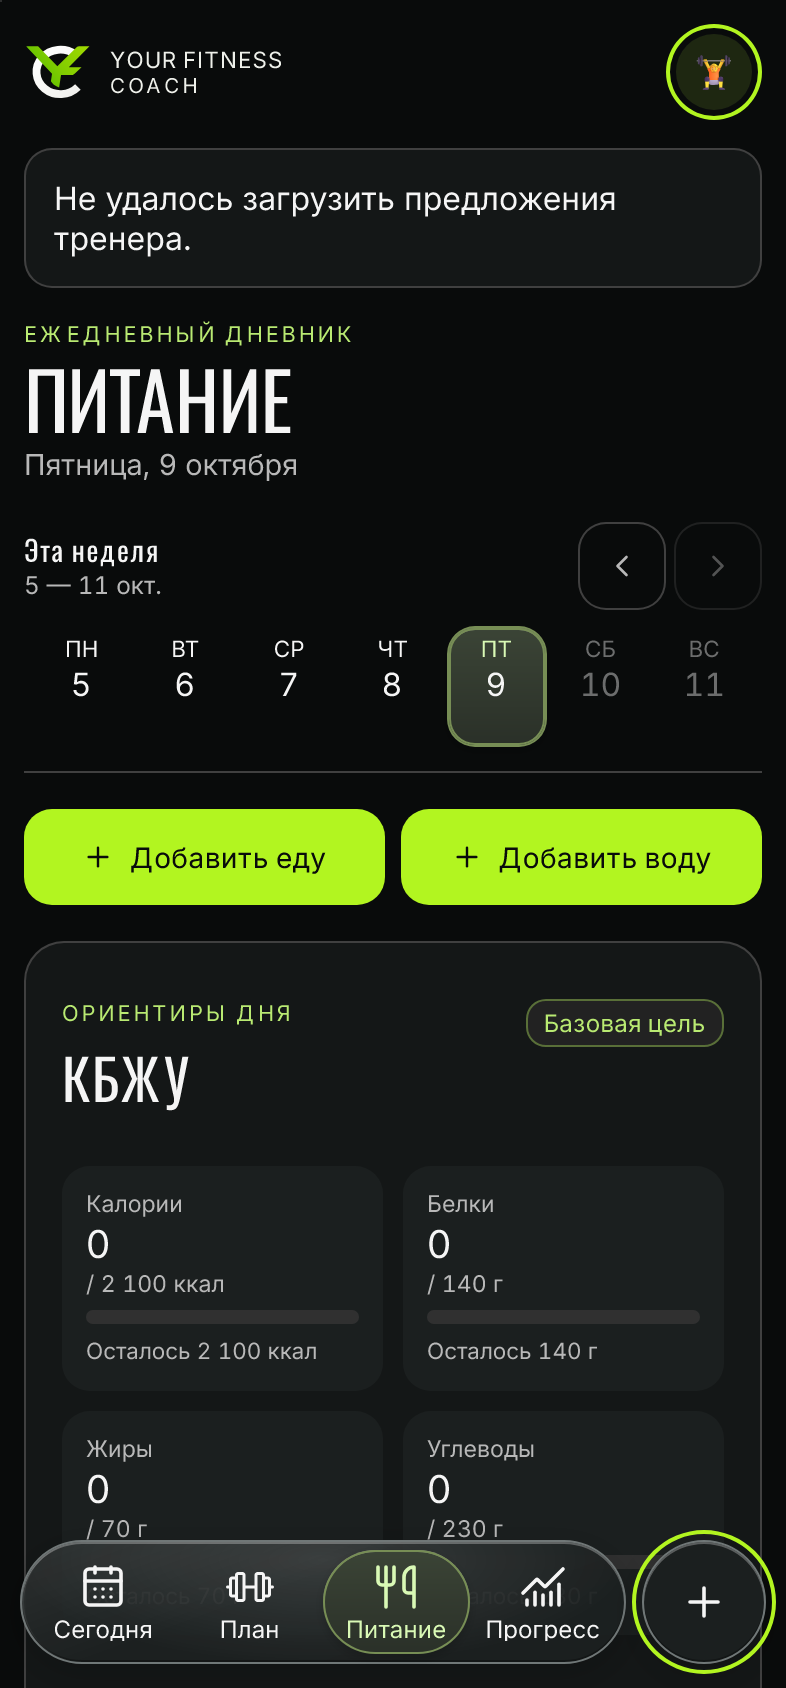 YOUR FITNESS
COACH
Не удалось загрузить предложения
тренера.
ЕЖЕДНЕВНЫЙ ДНЕВНИК
ПИТАНИЕ
Пятница, 9 октября
Эта неделя
5 — 11 окт.
ПН ВТ СР ЧТ ПТ СБ ВС
5 6 7 8 9 10 11
+ Добавить еду + Добавить воду
ОРИЕНТИРЫ ДНЯ
Базовая цель
КБЖУ
Калории
0
/ 2 100 ккал
Осталось 2 100 ккал
Белки
0
/ 140 г
Осталось 140 г
Жиры
0
/ 70 г
Углеводы
0
/ 230 г
Сегодня План Питание Прогресс